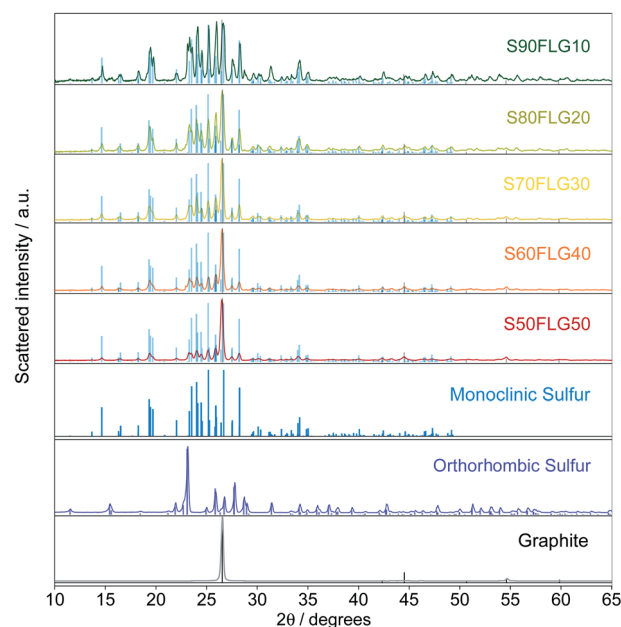 S90FLG10
S80FLG20
S70FLG30
S60FLG40
S50FLG50
Monoclinic Sulfur
Orthorhombic Sulfur
Graphite
Scattered intensity / a.u.
10 15 20 25 30 35 40 45 50 55 60 65
2θ / degrees